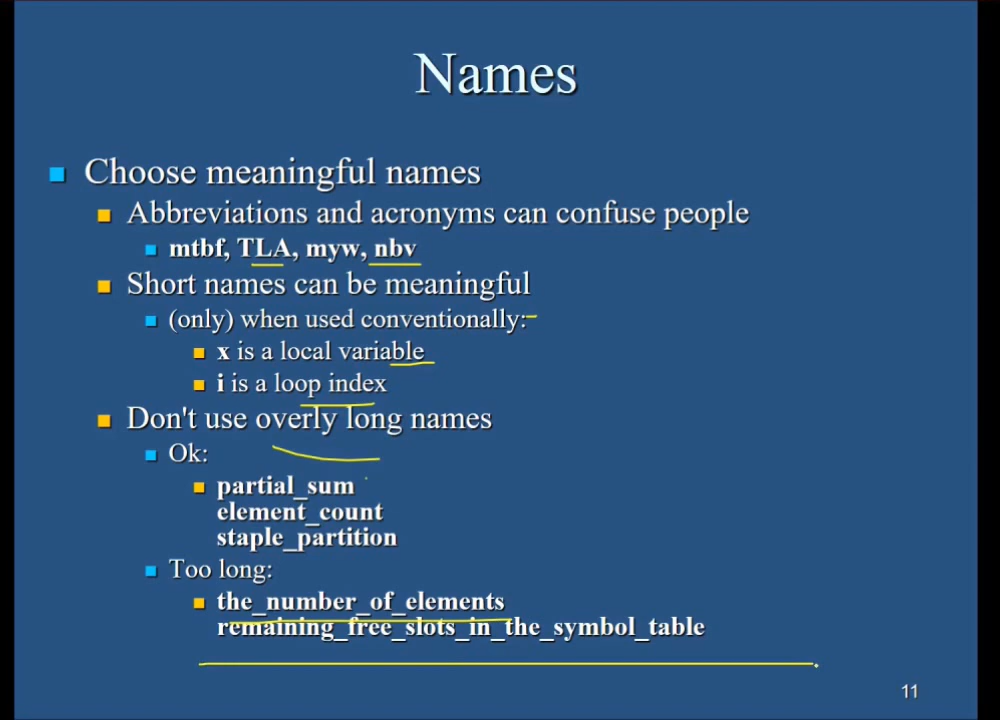 Names
Choose meaningful names
Abbreviations and acronyms can confuse people
mtbf, TLA, myw, nbv
Short names can be meaningful
(only) when used conventionally:
x is a local variable
i is a loop index
Don't use overly long names
Ok:
partial_sum
element_count
staple_partition
Too long:
the_number_of_elements
remaining_free_slots_in_the_symbol_table
11